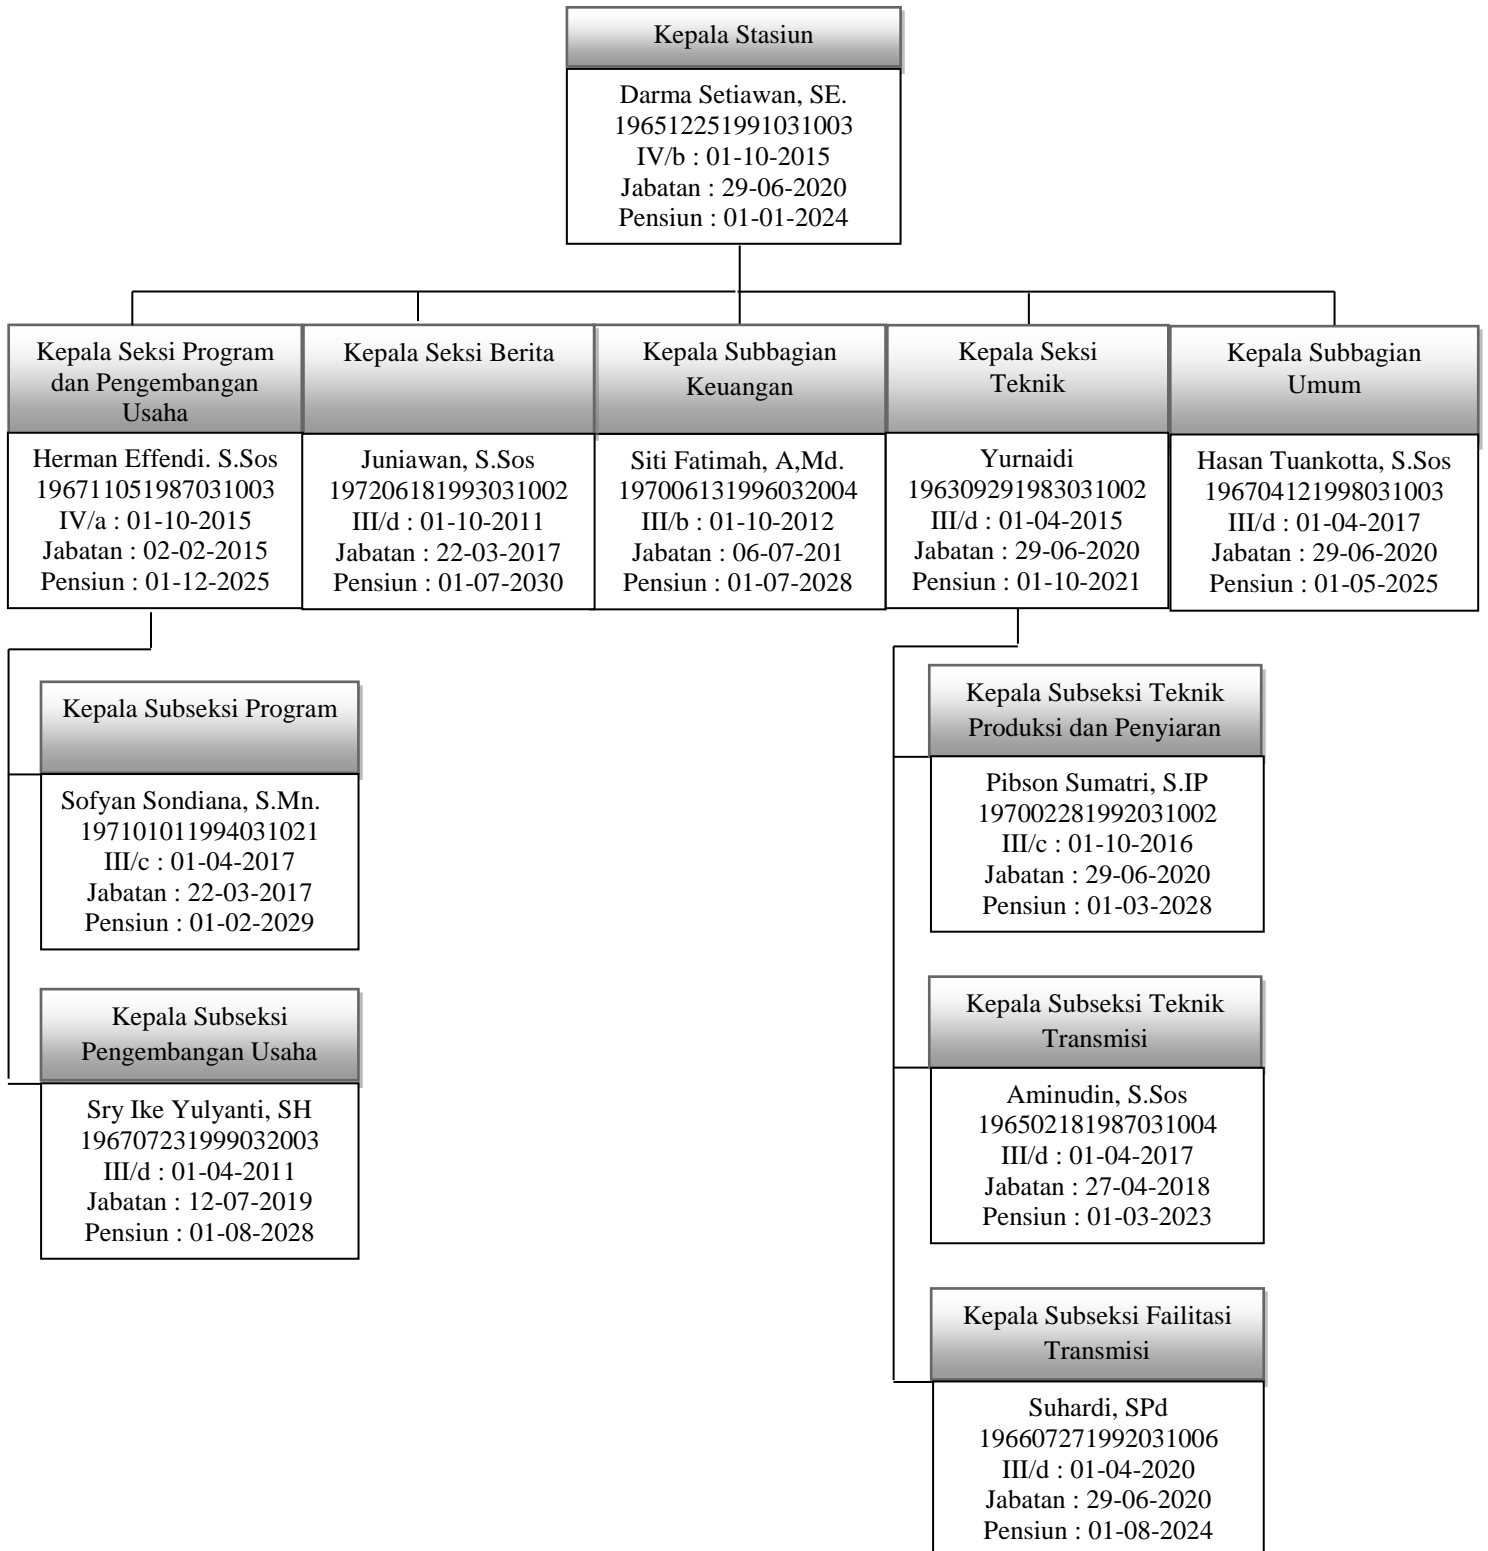 Kepala Stasiun
Darma Setiawan, SE.
196512251991031003
IV/b : 01-10-2015
Jabatan : 29-06-2020
Pensiun : 01-01-2024
Kepala Seksi Program
dan Pengembangan
Usaha
Herman Effendi. S.Sos
196711051987031003
IV/a : 01-10-2015
Jabatan : 02-02-2015
Pensiun : 01-12-2025
Kepala Seksi Berita
Juniawan, S.Sos
197206181993031002
III/d : 01-10-2011
Jabatan : 22-03-2017
Pensiun : 01-07-2030
Kepala Subbagian
Keuangan
Siti Fatimah, A,Md.
197006131996032004
III/b : 01-10-2012
Jabatan : 06-07-201
Pensiun : 01-07-2028
Kepala Seksi
Teknik
Yurnaidi
196309291983031002
III/d : 01-04-2015
Jabatan : 29-06-2020
Pensiun : 01-10-2021
Kepala Subbagian
Umum
Hasan Tuankotta, S.Sos
196704121998031003
III/d : 01-04-2017
Jabatan : 29-06-2020
Pensiun : 01-05-2025
Kepala Subseksi Program
Sofyan Sondiana, S.Mn.
197101011994031021
III/c : 01-04-2017
Jabatan : 22-03-2017
Pensiun : 01-02-2029
Kepala Subseksi
Pengembangan Usaha
Sry Ike Yulyanti, SH
196707231999032003
III/d : 01-04-2011
Jabatan : 12-07-2019
Pensiun : 01-08-2028
Kepala Subseksi Teknik
Produksi dan Penyiaran
Pibson Sumatri, S.IP
197002281992031002
III/c : 01-10-2016
Jabatan : 29-06-2020
Pensiun : 01-03-2028
Kepala Subseksi Teknik
Transmisi
Aminudin, S.Sos
196502181987031004
III/d : 01-04-2017
Jabatan : 27-04-2018
Pensiun : 01-03-2023
Kepala Subseksi Failitasi
Transmisi
Suhardi, SPd
196607271992031006
III/d : 01-04-2020
Jabatan : 29-06-2020
Pensiun : 01-08-2024